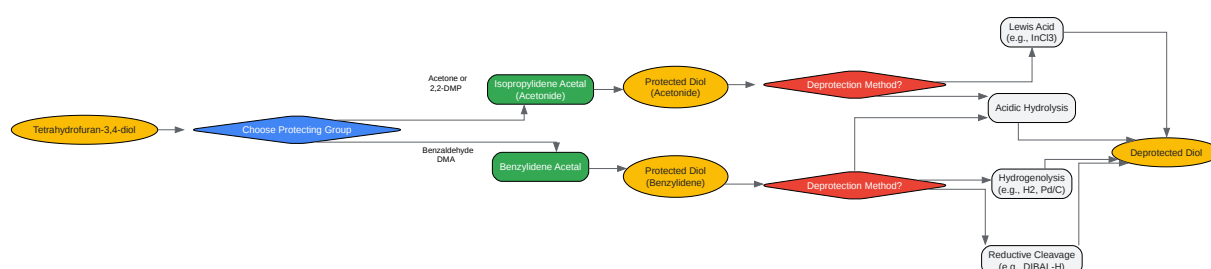 Tetrahydrofuran-3,4-diol
Choose Protecting Group
Acetone or
2,2-DMP
Benzaldehyde
DMA
Isopropylidene Acetal
(Acetonide)
Benzylidene Acetal
Protected Diol
(Acetonide)
Protected Diol
(Benzylidene)
Deprotection Method?
Deprotection Method?
Lewis Acid
(e.g., InCl3)
Acidic Hydrolysis
Hydrogenolysis
(e.g., H2, Pd/C)
Reductive Cleavage
(e.g., DIBAL-H)
Deprotected Diol